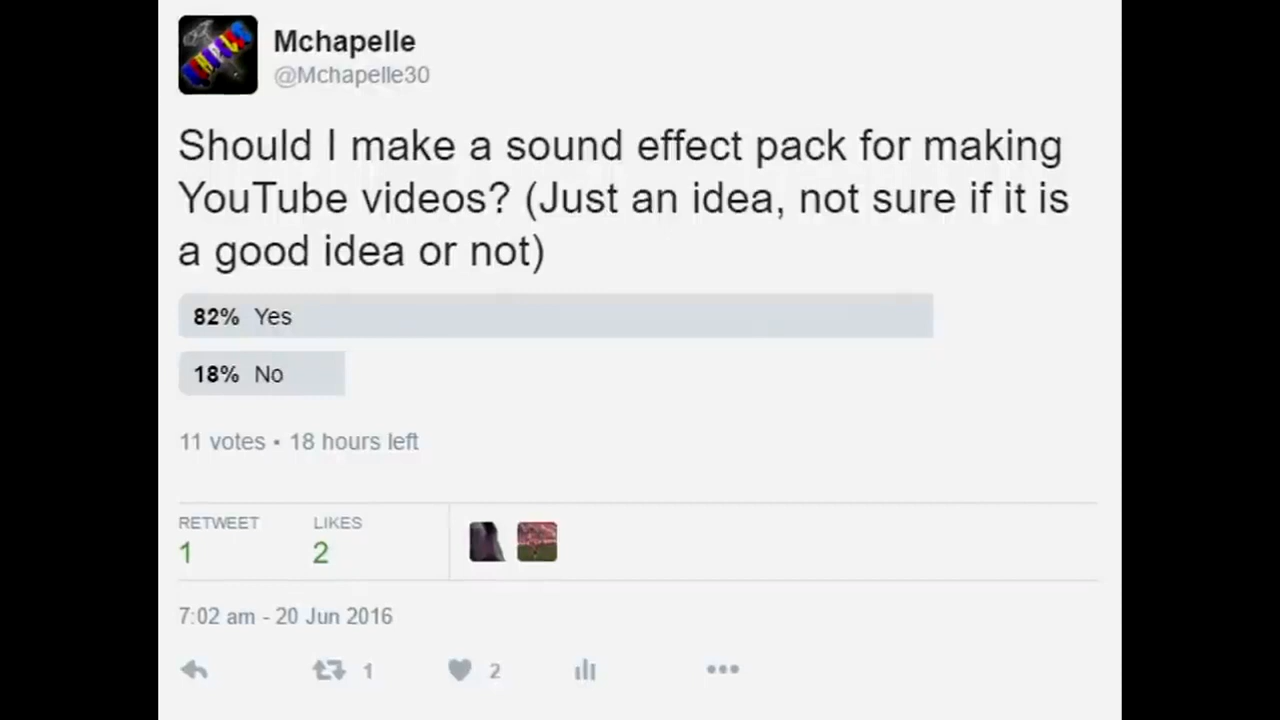 Mchapelle
@Mchapelle30
Should I make a sound effect pack for making
YouTube videos? (Just an idea, not sure if it is
a good idea or not)
82% Yes
18% No
11 votes • 18 hours left
RETWEET LIKES
1 2
7:02 am - 20 Jun 2016
1 2